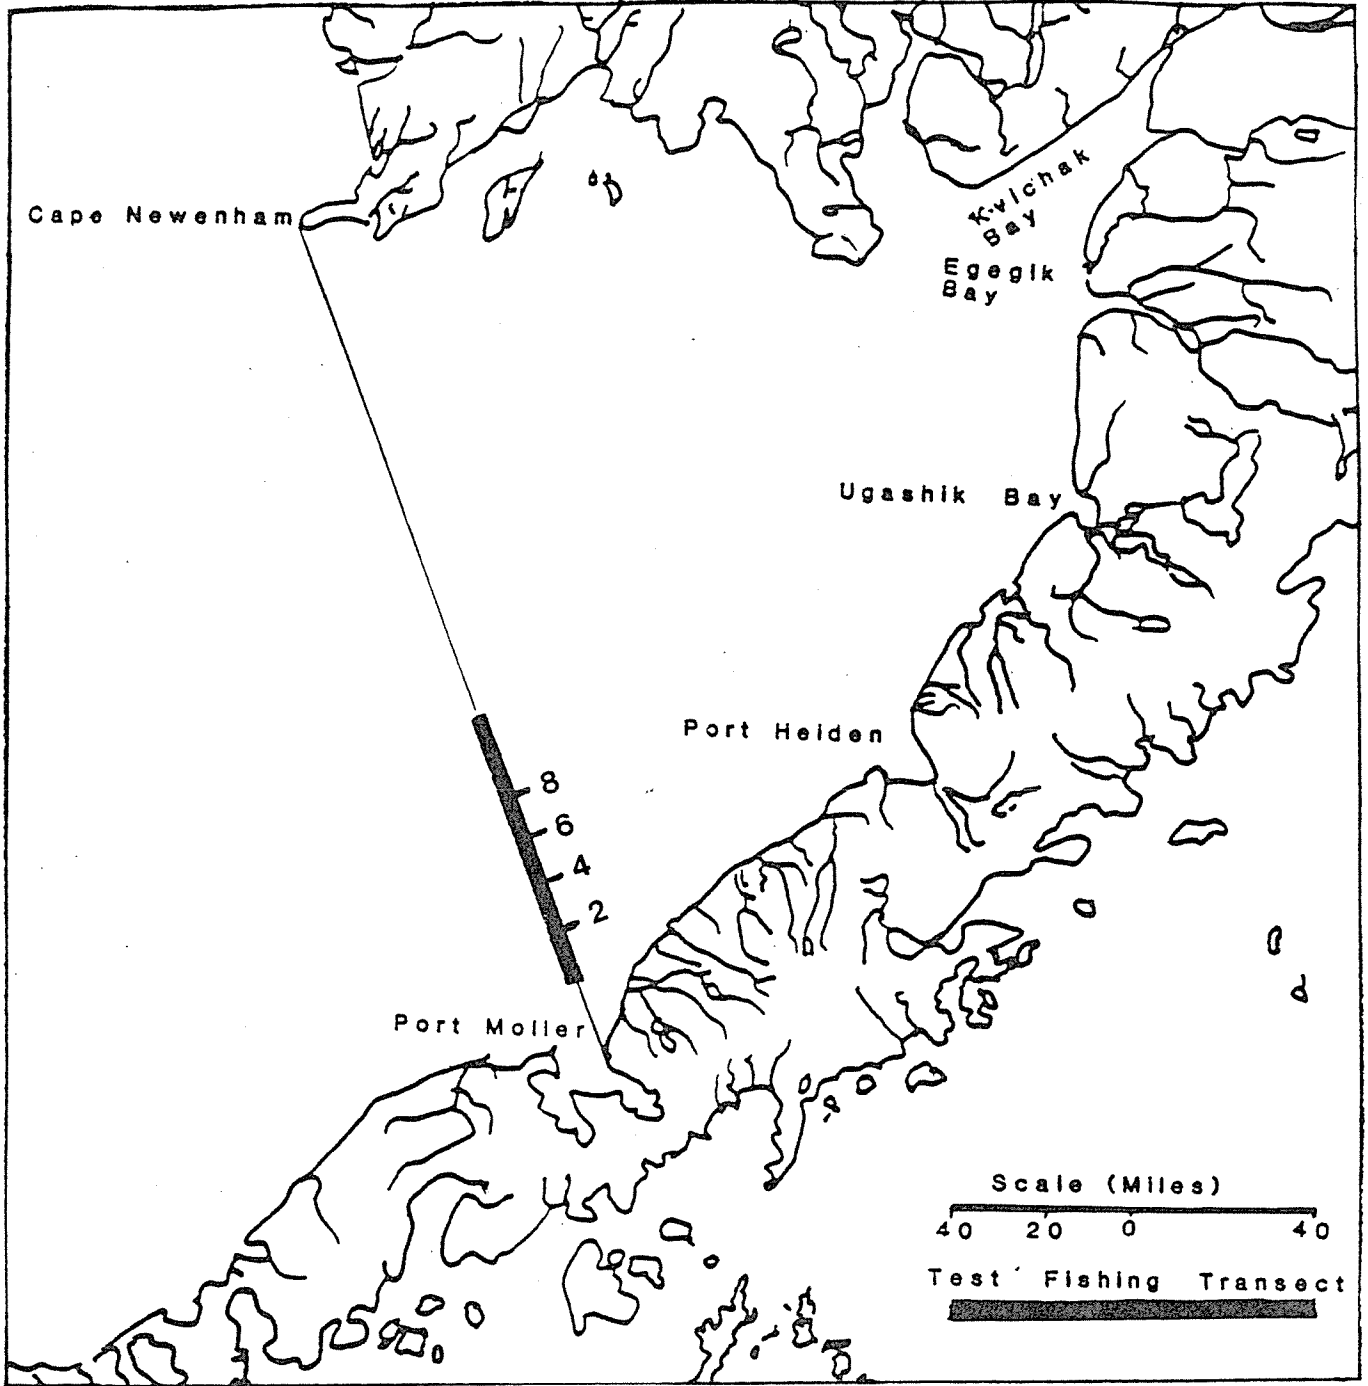 Kvichak
Bay
Cape Newenham
Egegik
Bay
Ugashik Bay
Port Heiden
8
6
4
2
Port Moller
Scale (Miles)
40 20 0 40
Test Fishing Transect